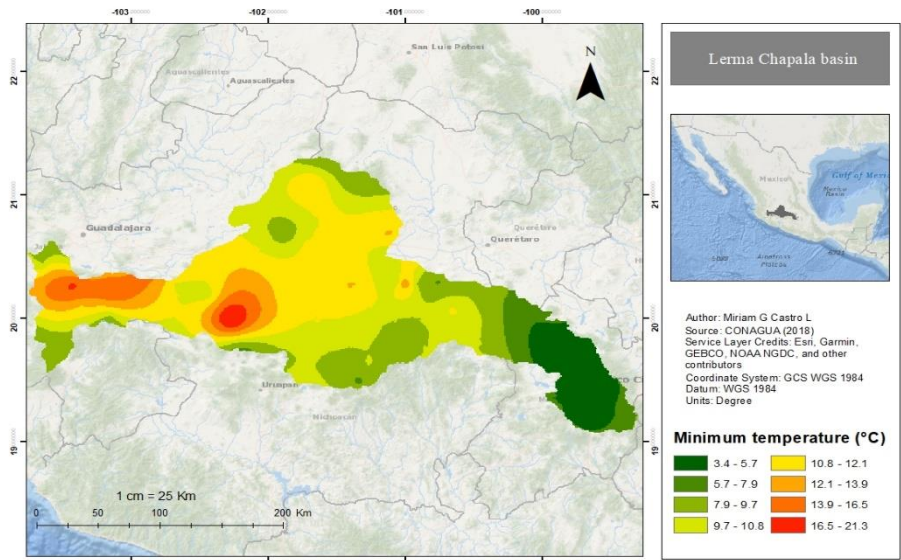 -103
-102
-101
-100
22
21
20
19
San Luis Potosí
Aguascalientes
Aguascalientes
Guadalajara
Querétaro
Querétaro
Uruapan
Michoacán
N
1 cm = 25 Km
0 25 50 100 150 200 Km
Lerma Chapala basin
Mexico
Gulf of Mexi
Mexico
Basin
Author: Miriam G Castro L
Source: CONAGUA (2018)
Service Layer Credits: Esri, Garmin,
GEBCO, NOAA NGDC, and other
contributors
Coordinate System: GCS WGS 1984
Datum: WGS 1984
Units: Degree
Minimum temperature (°C)
3.4 - 5.7
5.7 - 7.9
7.9 - 9.7
9.7 - 10.8
10.8 - 12.1
12.1 - 13.9
13.9 - 16.5
16.5 - 21.3